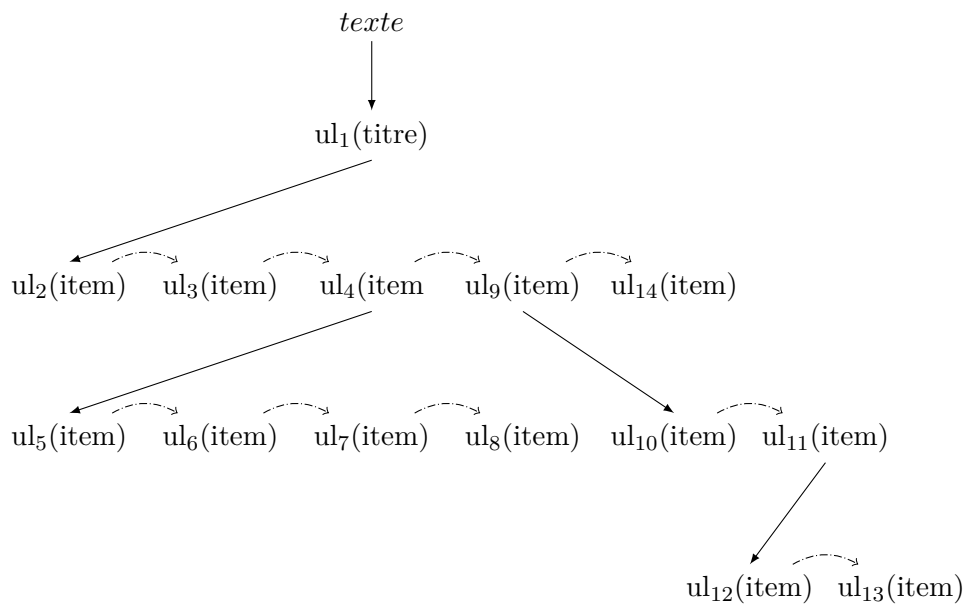 texte
ul₁(titre)
ul₂(item) ul₃(item) ul₄(item ul₉(item) ul₁₄(item)
ul₅(item) ul₆(item) ul₇(item) ul₈(item) ul₁₀(item) ul₁₁(item)
ul₁₂(item) ul₁₃(item)